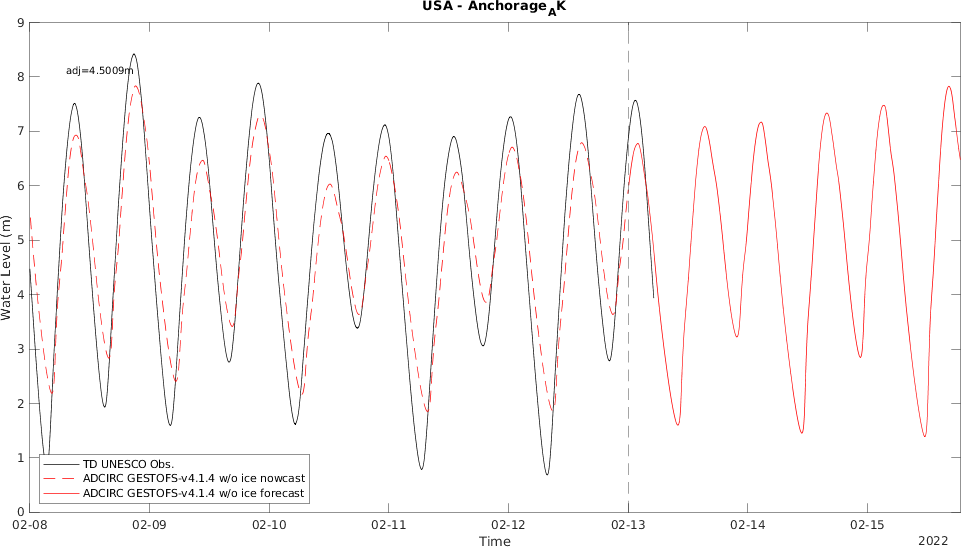 USA - Anchorage_AK
adj=4.5009m
9
8
7
6
5
4
3
2
1
0
Water Level (m)
TD UNESCO Obs.
ADCIRC GESTOFS-v4.1.4 w/o ice nowcast
ADCIRC GESTOFS-v4.1.4 w/o ice forecast
02-08 02-09 02-10 02-11 02-12 02-13 02-14 02-15
Time
2022